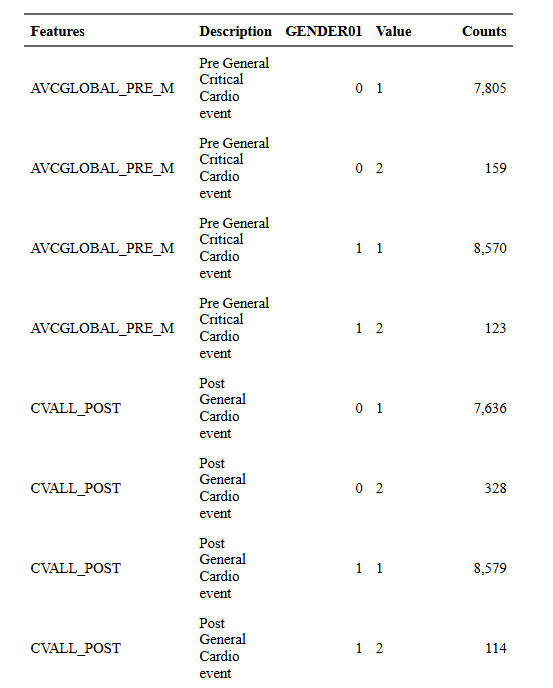 Features Description GENDER01 Value Counts
Pre General
Critical
AVCGLOBAL_PRE_M Cardio 0 1 7,805
event
Pre General
Critical
AVCGLOBAL_PRE_M Cardio 0 2 159
event
Pre General
Critical
AVCGLOBAL_PRE_M Cardio 1 1 8,570
event
Pre General
Critical
AVCGLOBAL_PRE_M Cardio 1 2 123
event
Post
General
CVALL_POST Cardio 0 1 7,636
event
Post
General
CVALL_POST Cardio 0 2 328
event
Post
General
CVALL_POST Cardio 1 1 8,579
event
Post
General
CVALL_POST Cardio 1 2 114
event